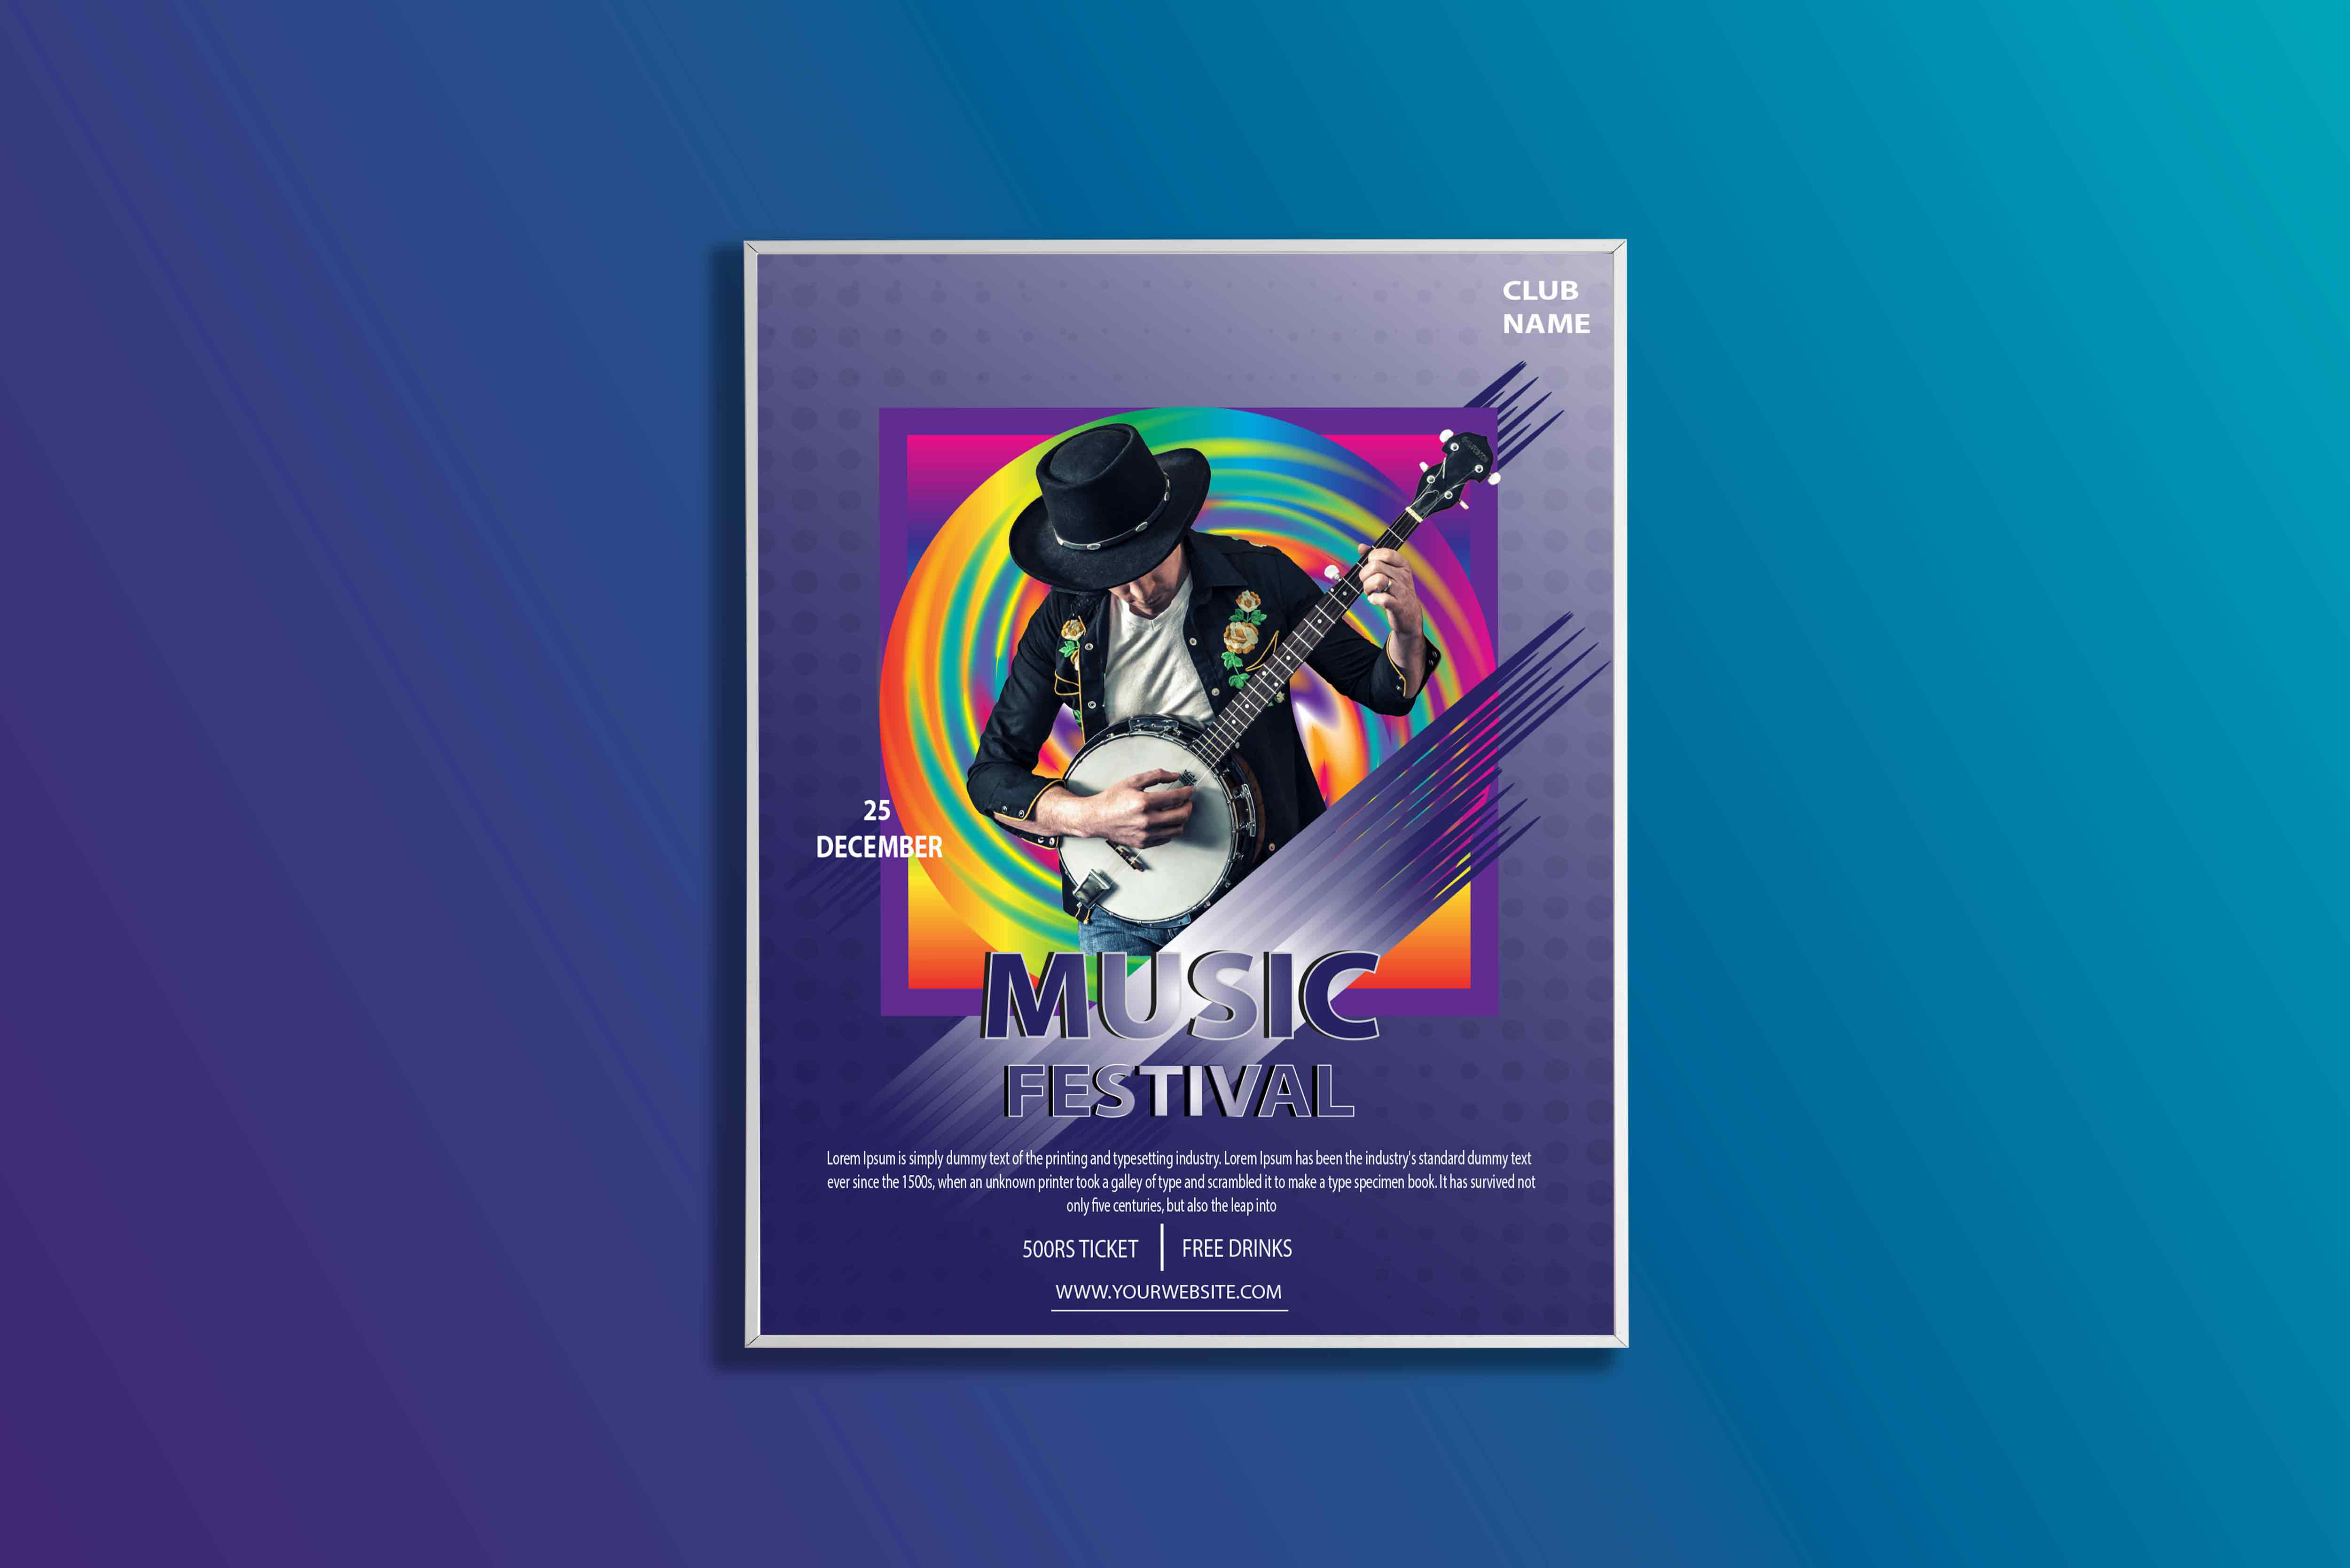 CLUB
NAME
25
DECEMBER
MUSIC
FESTIVAL
Lorem Ipsum is simply dummy text of the printing and typesetting industry. Lorem Ipsum has been the industry's standard dummy text
ever since the 1500s, when an unknown printer took a galley of type and scrambled it to make a type specimen book. It has survived not
only five centuries, but also the leap into
500RS TICKET | FREE DRINKS
WWW.YOURWEBSITE.COM